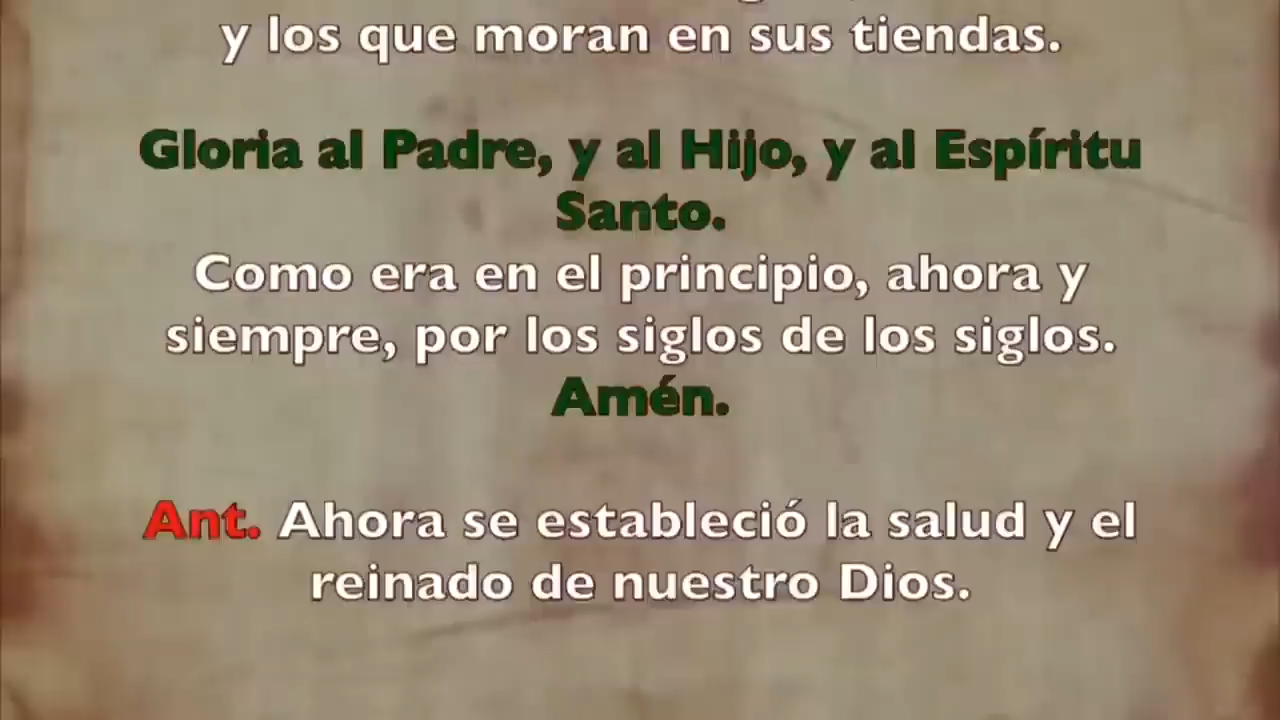 y los que moran en sus tiendas.
Gloria al Padre, y al Hijo, y al Espíritu
Santo.
Como era en el principio, ahora y
siempre, por los siglos de los siglos.
Amén.
Ant. Ahora se estableció la salud y el
reinado de nuestro Dios.